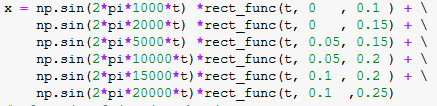 x = np.sin(2*pi*1000*t) *rect_func(t, 0   , 0.1 ) + \
    np.sin(2*pi*2000*t) *rect_func(t, 0   , 0.15) + \
    np.sin(2*pi*5000*t) *rect_func(t, 0.05, 0.15) + \
    np.sin(2*pi*10000*t)*rect_func(t, 0.05, 0.2 ) + \
    np.sin(2*pi*15000*t)*rect_func(t, 0.1 , 0.2 ) + \
    np.sin(2*pi*20000*t)*rect_func(t, 0.1 ,0.25)